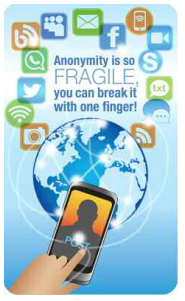 Anonymity is so
FRAGILE,
you can break it
with one finger!
txt
POST